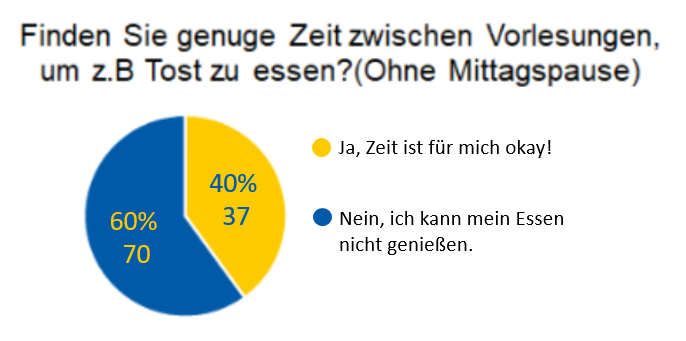 Finden Sie genuge Zeit zwischen Vorlesungen,
um z.B Tost zu essen?(Ohne Mittagspause)
Ja, Zeit ist für mich okay!
40%
37
60%
70
Nein, ich kann mein Essen
nicht genießen.